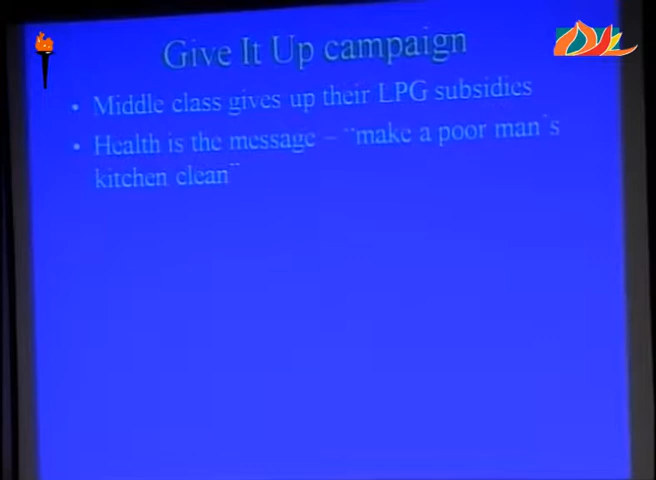 Give It Up campaign
• Middle class gives up their LPG subsidies
• Health is the message – ¨make a poor man´s
kitchen clean¨